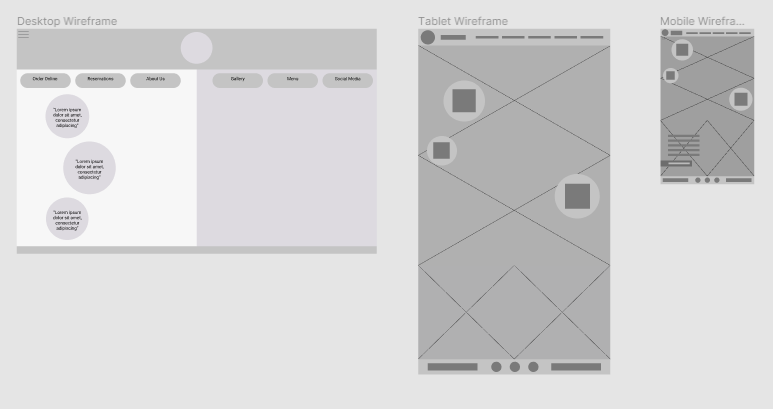 Desktop Wireframe
Tablet Wireframe
Mobile Wirefra...
Order Online
Reservations
About Us
Gallery
Menu
Social Media
"Lorem ipsum
dolor sit amet,
consectetur
adipiscing"
"Lorem ipsum
dolor sit amet,
consectetur
adipiscing"
"Lorem ipsum
dolor sit amet,
consectetur
adipiscing"